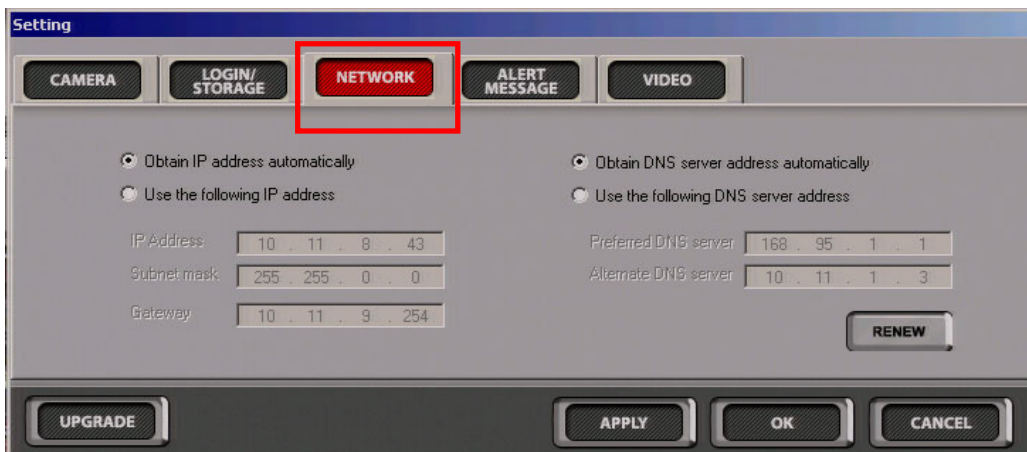 Setting
CAMERA
LOGIN/
STORAGE
NETWORK
ALERT
MESSAGE
VIDEO
Obtain IP address automatically
Use the following IP address
IP Address 10 . 11 . 8 . 43
Subnet mask 255 . 255 . 0 . 0
Gateway 10 . 11 . 9 . 254
Obtain DNS server address automatically
Use the following DNS server address
Preferred DNS server 168 . 95 . 1 . 1
Alternate DNS server 10 . 11 . 1 . 3
RENEW
UPGRADE
APPLY
OK
CANCEL